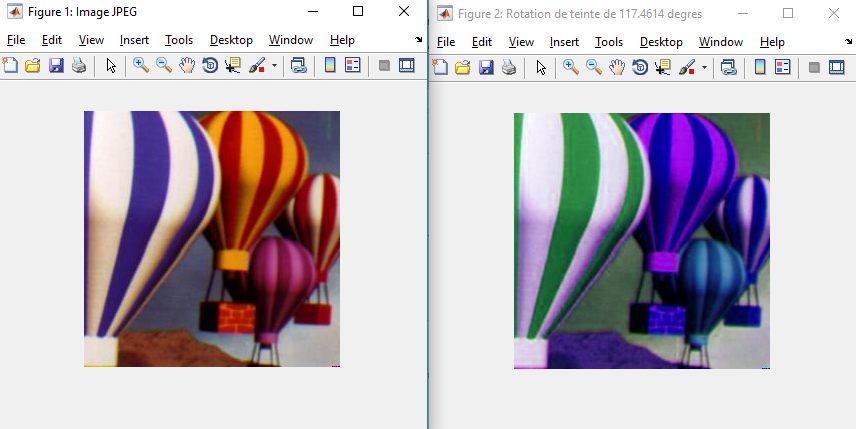 Figure 1: Image JPEG
File Edit View Insert Tools Desktop Window Help
Figure 2: Rotation de teinte de 117.4614 degres
File Edit View Insert Tools Desktop Window Help